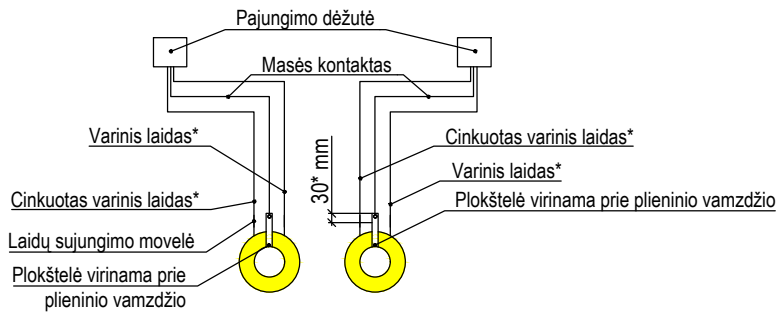 Pajungimo dėžutė
Masės kontaktas
Varinis laidas*
Cinkuotas varinis laidas*
Laidų sujungimo movelė
Plokštelė virinama prie
plieninio vamzdžio
30* mm
Cinkuotas varinis laidas*
Varinis laidas*
Plokštelė virinama prie plieninio vamzdžio